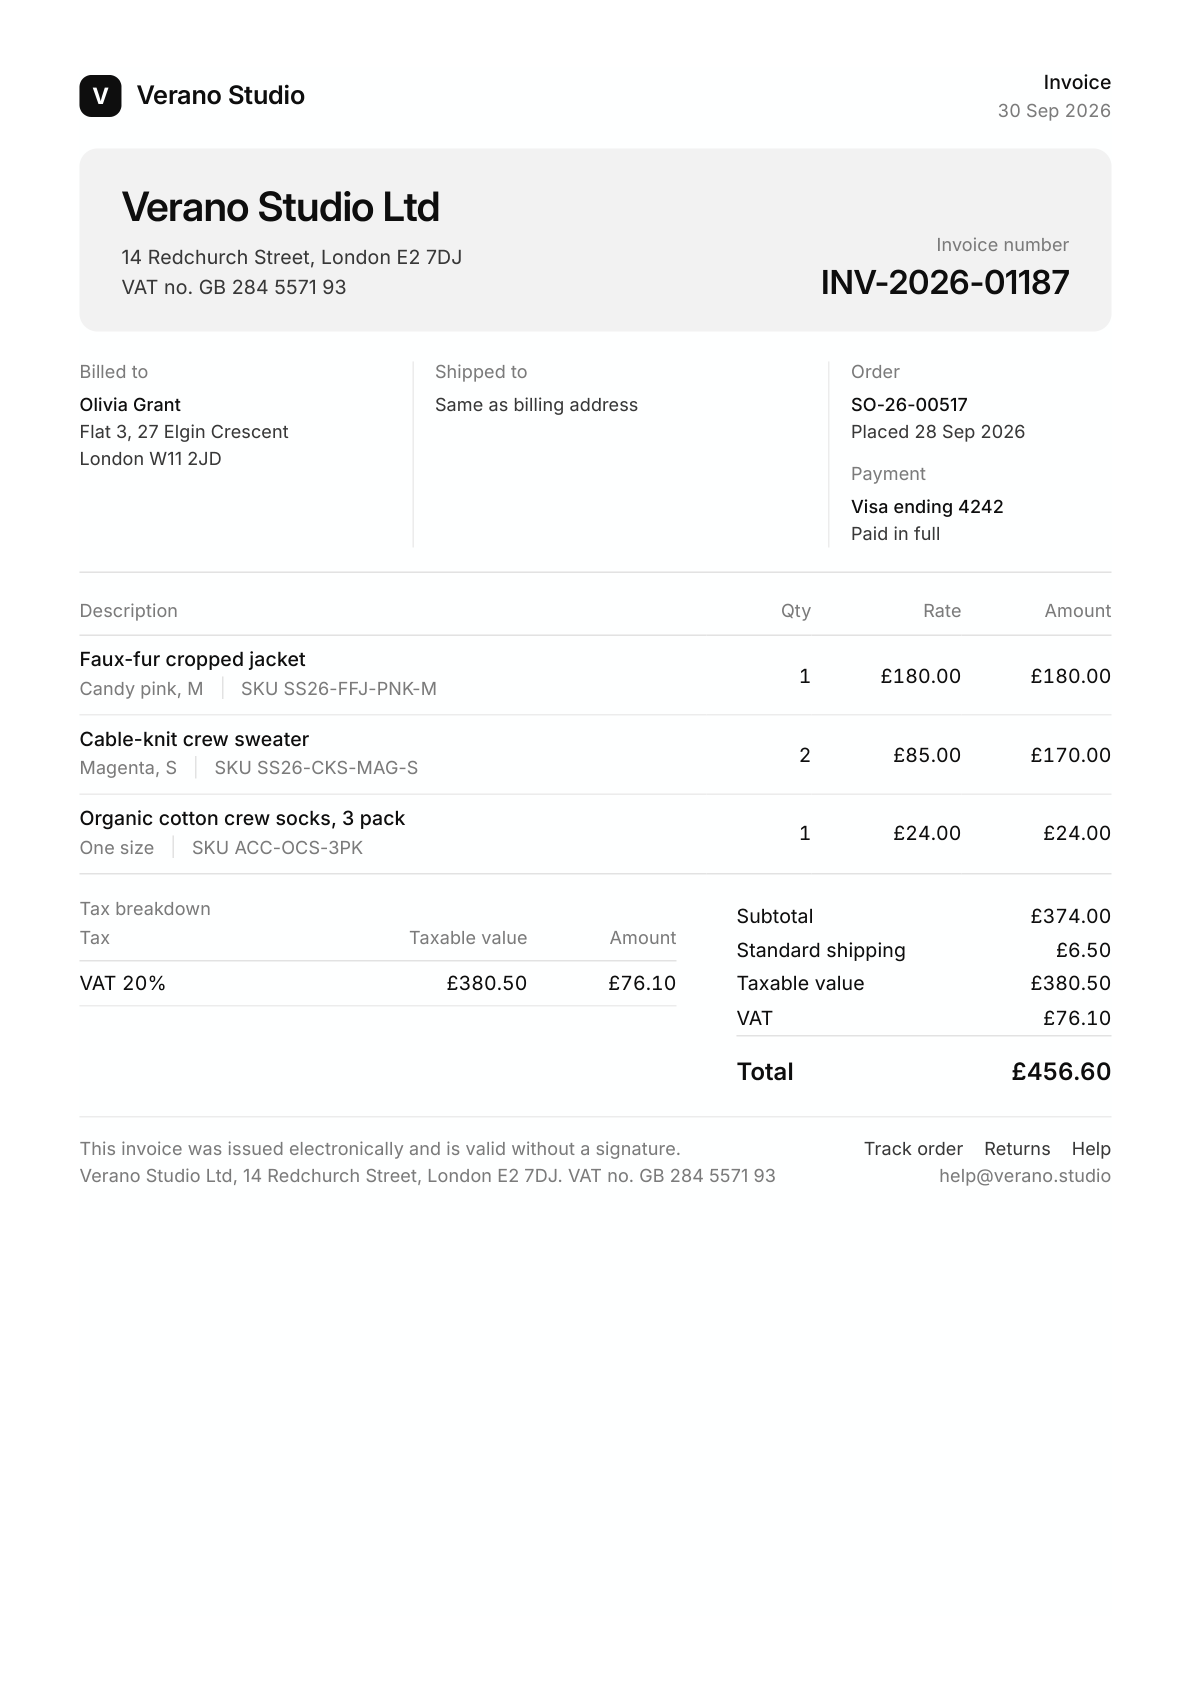 V Verano Studio
Invoice
30 Sep 2026
Verano Studio Ltd
14 Redchurch Street, London E2 7DJ
VAT no. GB 284 5571 93
Invoice number
INV-2026-01187
Billed to
Olivia Grant
Flat 3, 27 Elgin Crescent
London W11 2JD
Shipped to
Same as billing address
Order
SO-26-00517
Placed 28 Sep 2026
Payment
Visa ending 4242
Paid in full
Description Qty Rate Amount
Faux-fur cropped jacket
Candy pink, M SKU SS26-FFJ-PNK-M
1 £180.00 £180.00
Cable-knit crew sweater
Magenta, S SKU SS26-CKS-MAG-S
2 £85.00 £170.00
Organic cotton crew socks, 3 pack
One size SKU ACC-OCS-3PK
1 £24.00 £24.00
Tax breakdown
Tax Taxable value Amount
VAT 20% £380.50 £76.10
Subtotal £374.00
Standard shipping £6.50
Taxable value £380.50
VAT £76.10
Total £456.60
This invoice was issued electronically and is valid without a signature.
Verano Studio Ltd, 14 Redchurch Street, London E2 7DJ. VAT no. GB 284 5571 93
Track order Returns Help
help@verano.studio